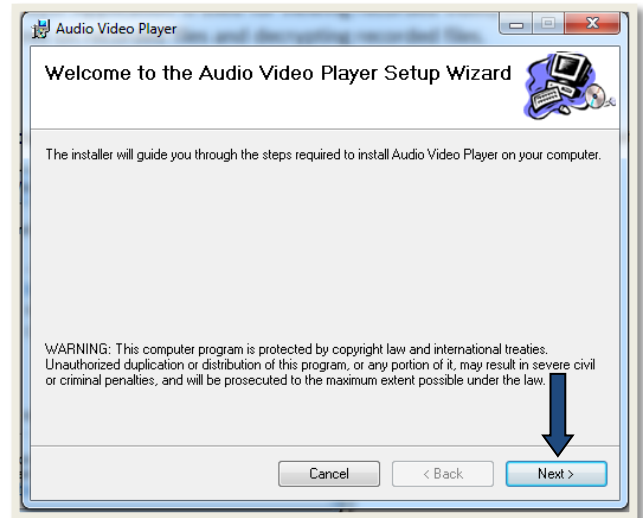 Audio Video Player
Welcome to the Audio Video Player Setup Wizard
The installer will guide you through the steps required to install Audio Video Player on your computer.
WARNING: This computer program is protected by copyright law and international treaties.
Unauthorized duplication or distribution of this program, or any portion of it, may result in severe civil
or criminal penalties, and will be prosecuted to the maximum extent possible under the law.
Cancel
< Back
Next >